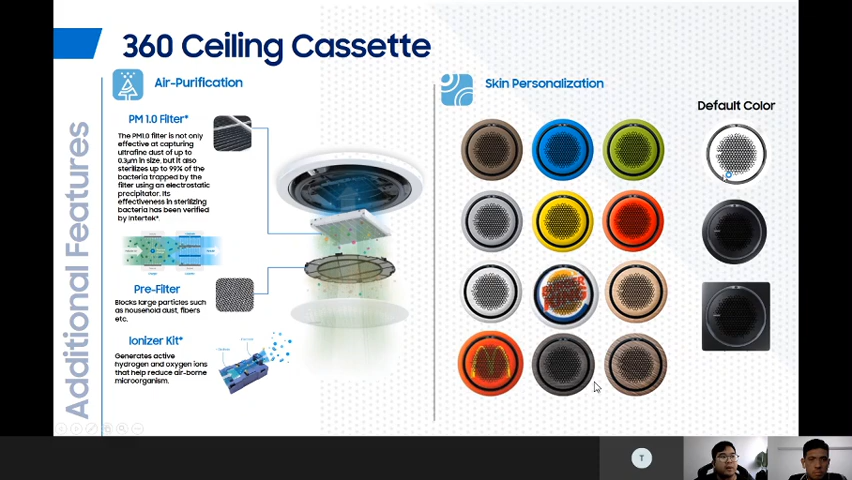 360 Ceiling Cassette
Additional Features
Air-Purification
PM 1.0 Filter*
The PM1.0 filter is not only
effective at capturing
ultrafine dust of up to
0.3μm in size, but it also
sterilizes up to 99% of the
bacteria trapped by the
filter using an electrostatic
precipitator. Its
effectiveness in sterilizing
bacteria has been verified
by Intertek*.
Pre-Filter
Blocks large particles such
as household dust, fibers
etc.
Ionizer Kit*
Generates active
hydrogen and oxygen ions
that help reduce air-borne
microorganism.
Skin Personalization
Default Color
BURGER
KING
T